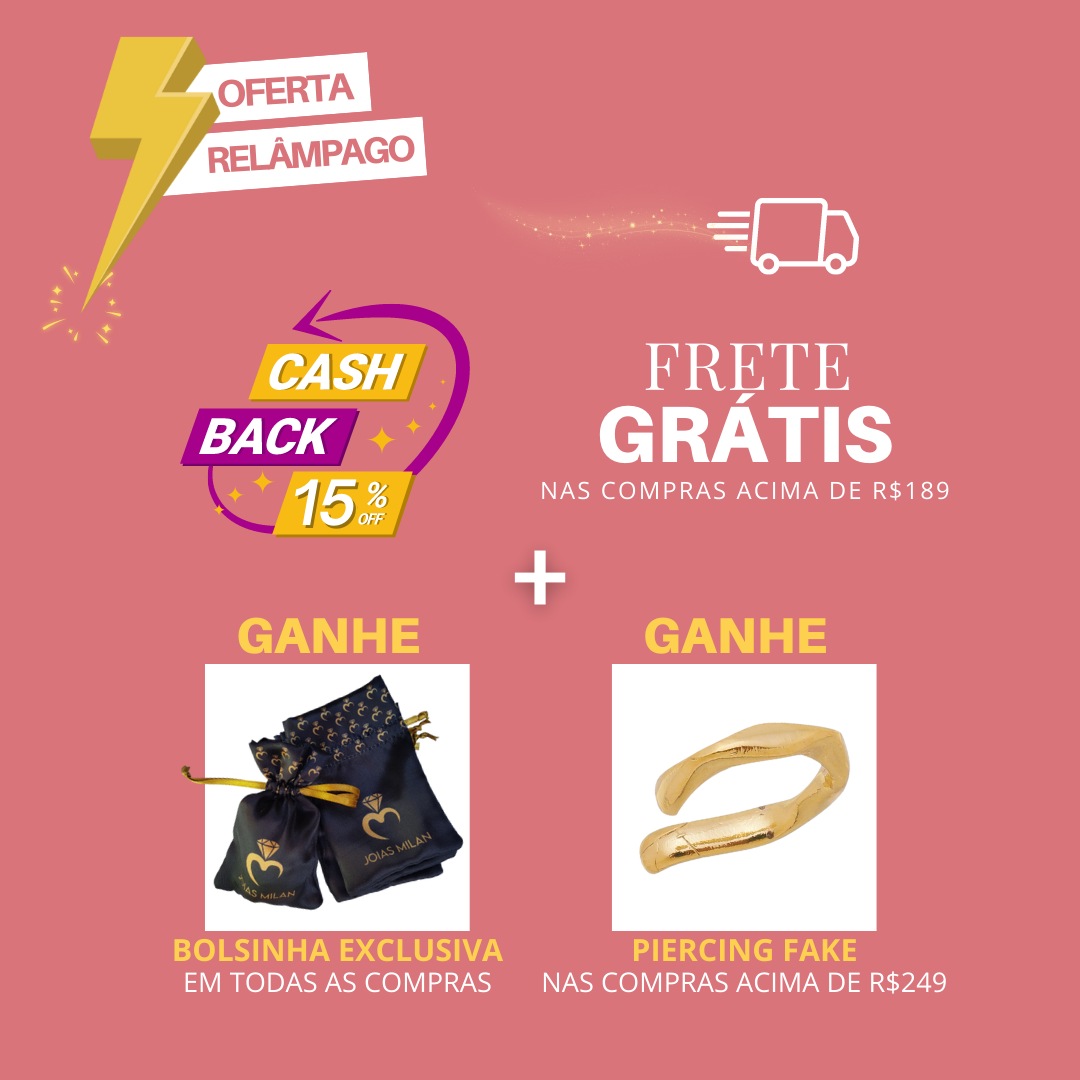 OFERTA
RELÂMPAGO
CASH
BACK
15%
OFF
FRETE
GRÁTIS
NAS COMPRAS ACIMA DE R$189
+
GANHE
JOIAS MILAN
MILAN
BOLSINHA EXCLUSIVA
EM TODAS AS COMPRAS
GANHE
PIERCING FAKE
NAS COMPRAS ACIMA DE R$249